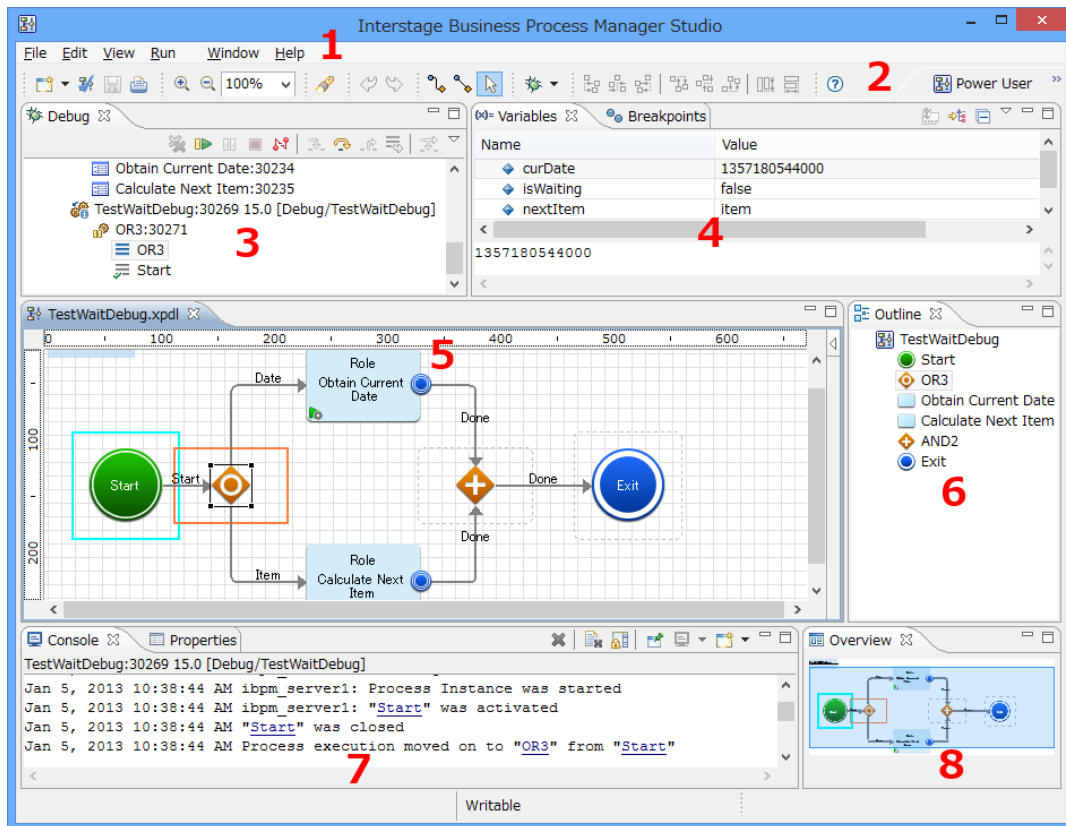 Interstage Business Process Manager Studio
File Edit View Run Window Help
1
100%
2
Power User
Debug
Obtain Current Date:30234
Calculate Next Item:30235
TestWaitDebug:30269 15.0 [Debug/TestWaitDebug]
OR3:30271
OR3
Start
3
(x)= Variables
Breakpoints
Name Value
curDate 1357180544000
isWaiting false
nextItem item
4
1357180544000
TestWaitDebug.xpdl
0 100 200 300 400 500 600
100
200
5
Role
Obtain Current
Date
Date
Done
Start
Start
Done
Exit
Done
Item
Role
Calculate Next
Item
Outline
TestWaitDebug
Start
OR3
Obtain Current Date
Calculate Next Item
AND2
Exit
6
Console
Properties
TestWaitDebug:30269 15.0 [Debug/TestWaitDebug]
Jan 5, 2013 10:38:44 AM ibpm_server1: Process Instance was started
Jan 5, 2013 10:38:44 AM ibpm_server1: "Start" was activated
Jan 5, 2013 10:38:44 AM "Start" was closed
Jan 5, 2013 10:38:44 AM Process execution moved on to "OR3" from "Start"
7
Overview
8
Writable